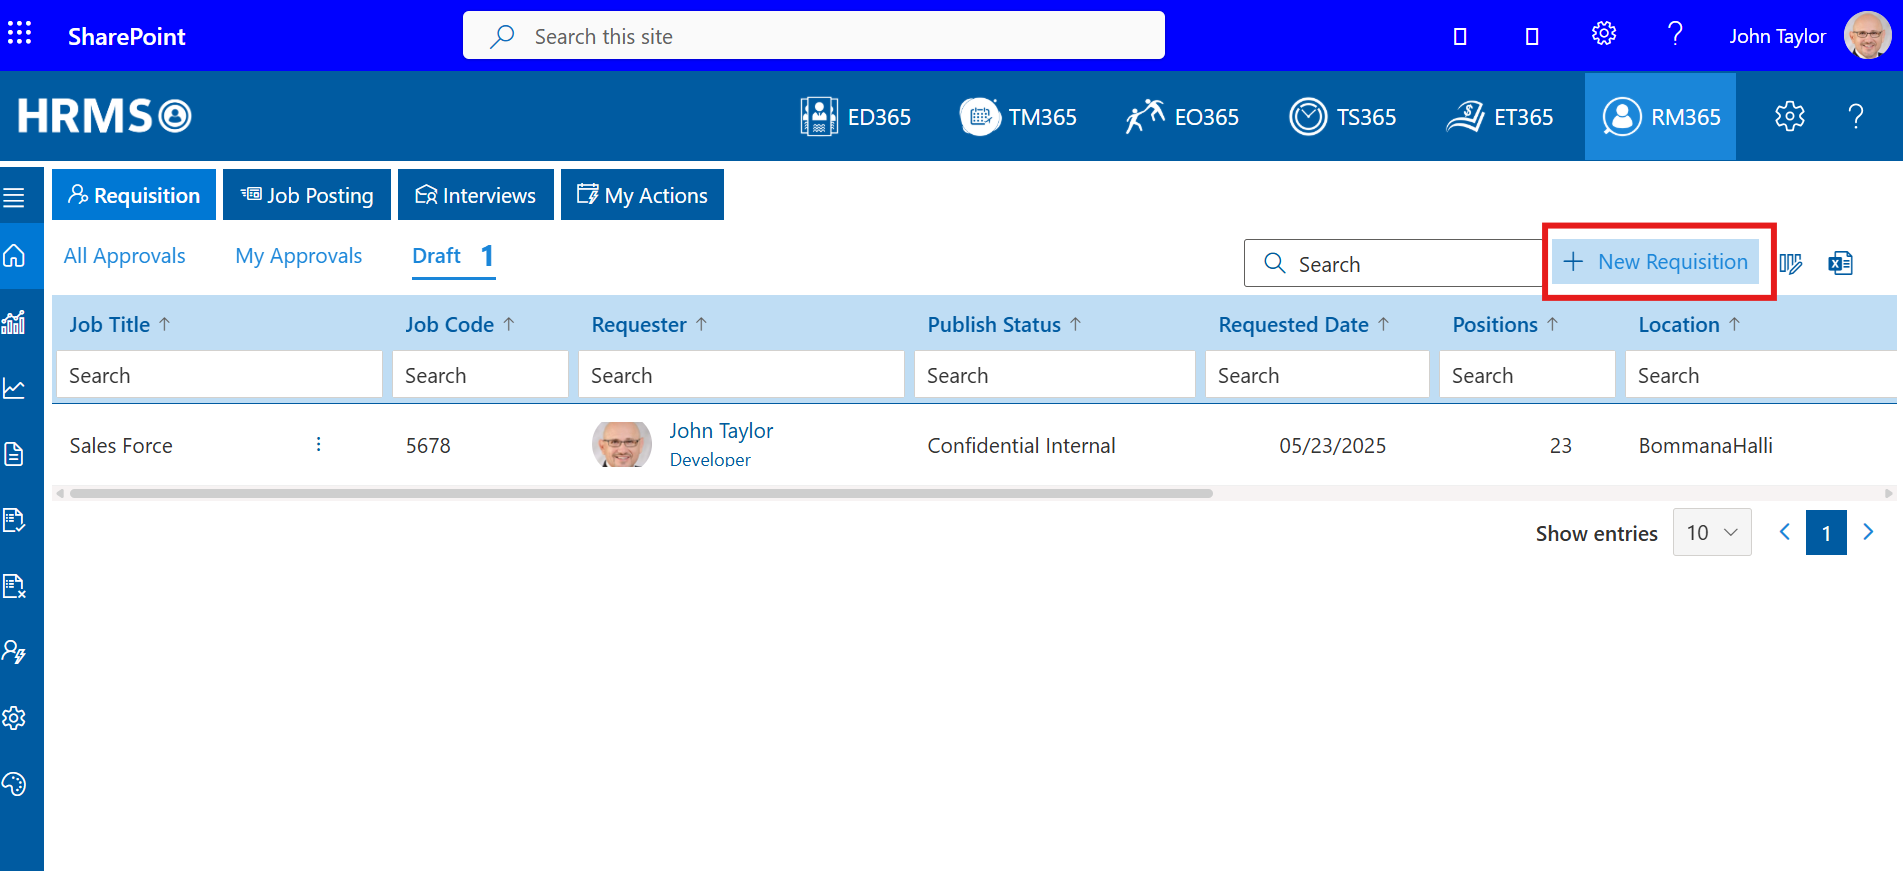 SharePoint
Search this site
John Taylor
HRMS
ED365
TM365
EO365
TS365
ET365
RM365
Requisition
Job Posting
Interviews
My Actions
All Approvals
My Approvals
Draft 1
Search
+ New Requisition
Job Title ↑
Job Code ↑
Requester ↑
Publish Status ↑
Requested Date ↑
Positions ↑
Location ↑
Search
Search
Search
Search
Search
Search
Search
Sales Force
5678
John Taylor
Developer
Confidential Internal
05/23/2025
23
BommanaHalli
Show entries
10
1